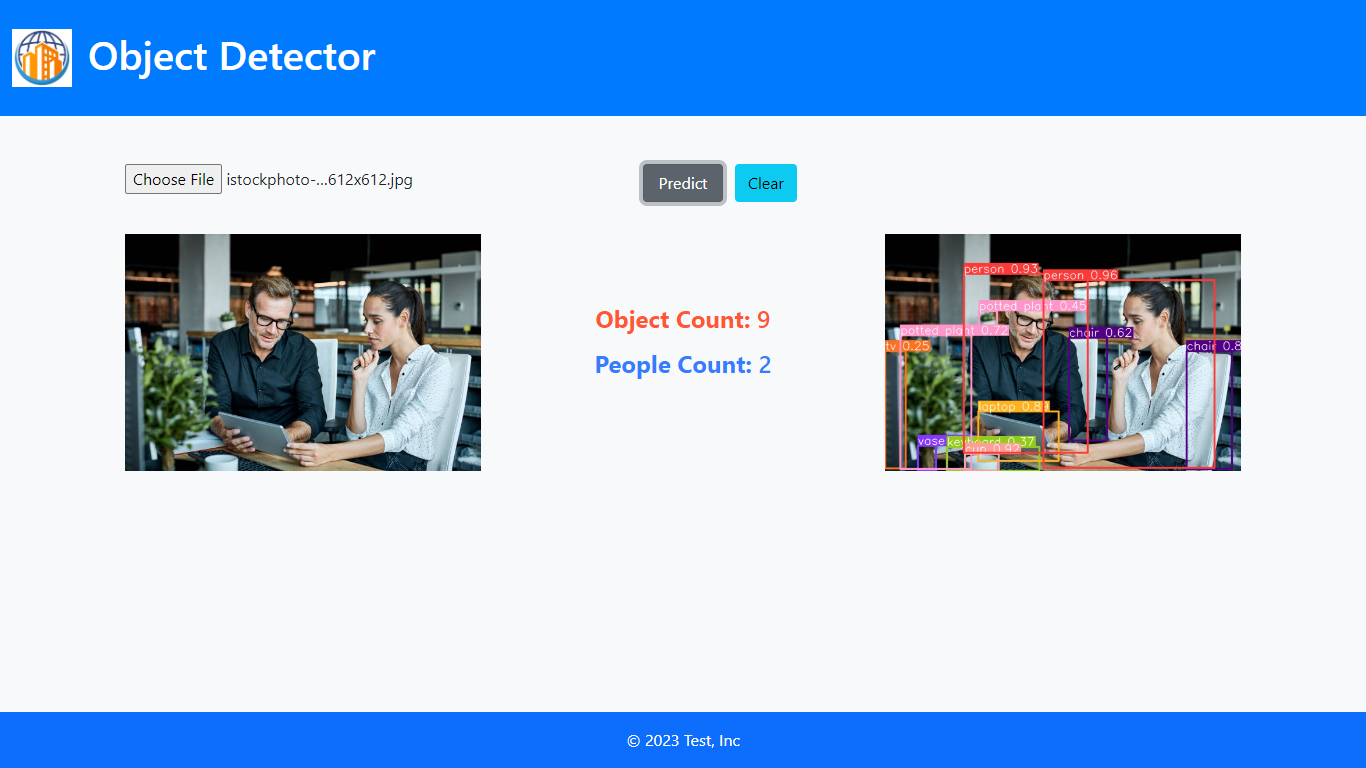 Object Detector
Choose File istockphoto-...612x612.jpg
Predict
Clear
Object Count: 9
People Count: 2
person 0.93
person 0.96
potted plant 0.45
potted plant 0.72
chair 0.62
tv 0.25
chair 0.8
laptop 0.8
vase
keyboard 0.37
cup 0.92
© 2023 Test, Inc